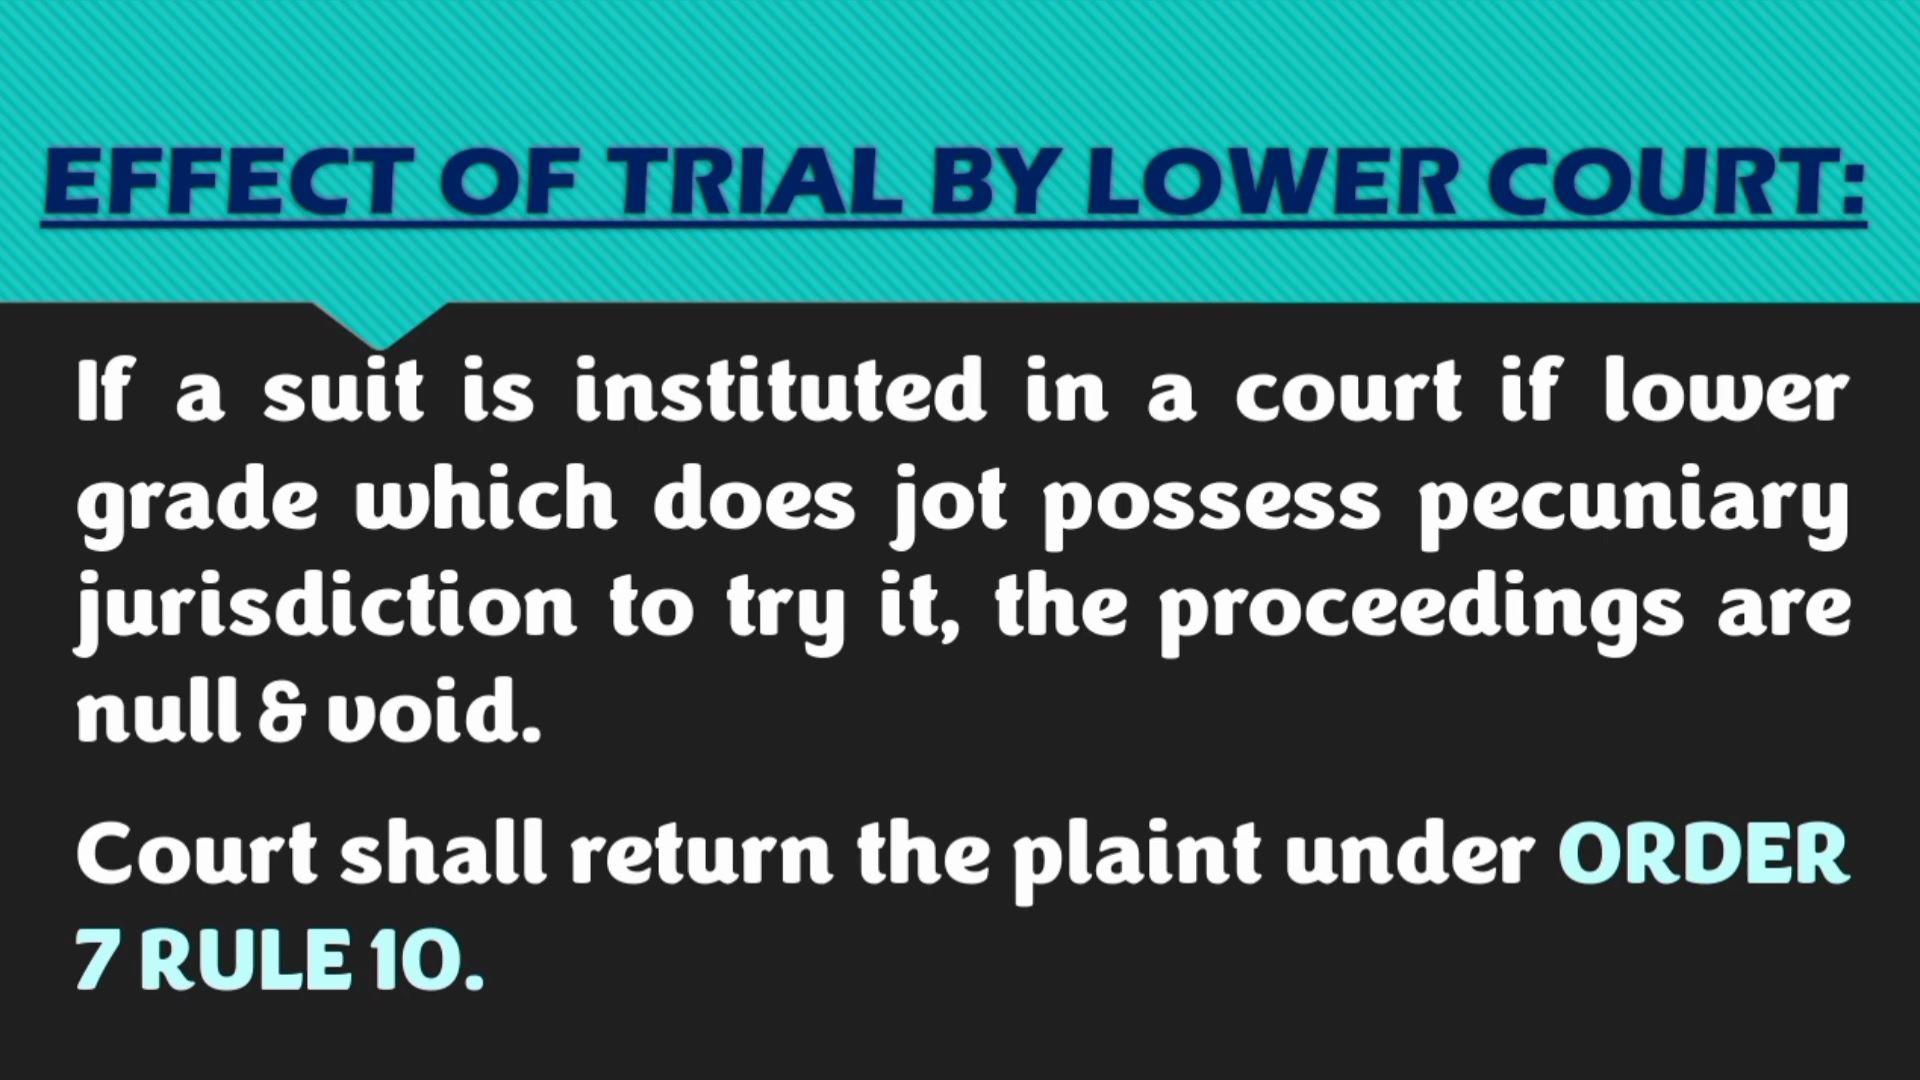 EFFECT OF TRIAL BY LOWER COURT:
If a suit is instituted in a court if lower
grade which does jot possess pecuniary
jurisdiction to try it, the proceedings are
null & void.
Court shall return the plaint under ORDER
7 RULE 10.